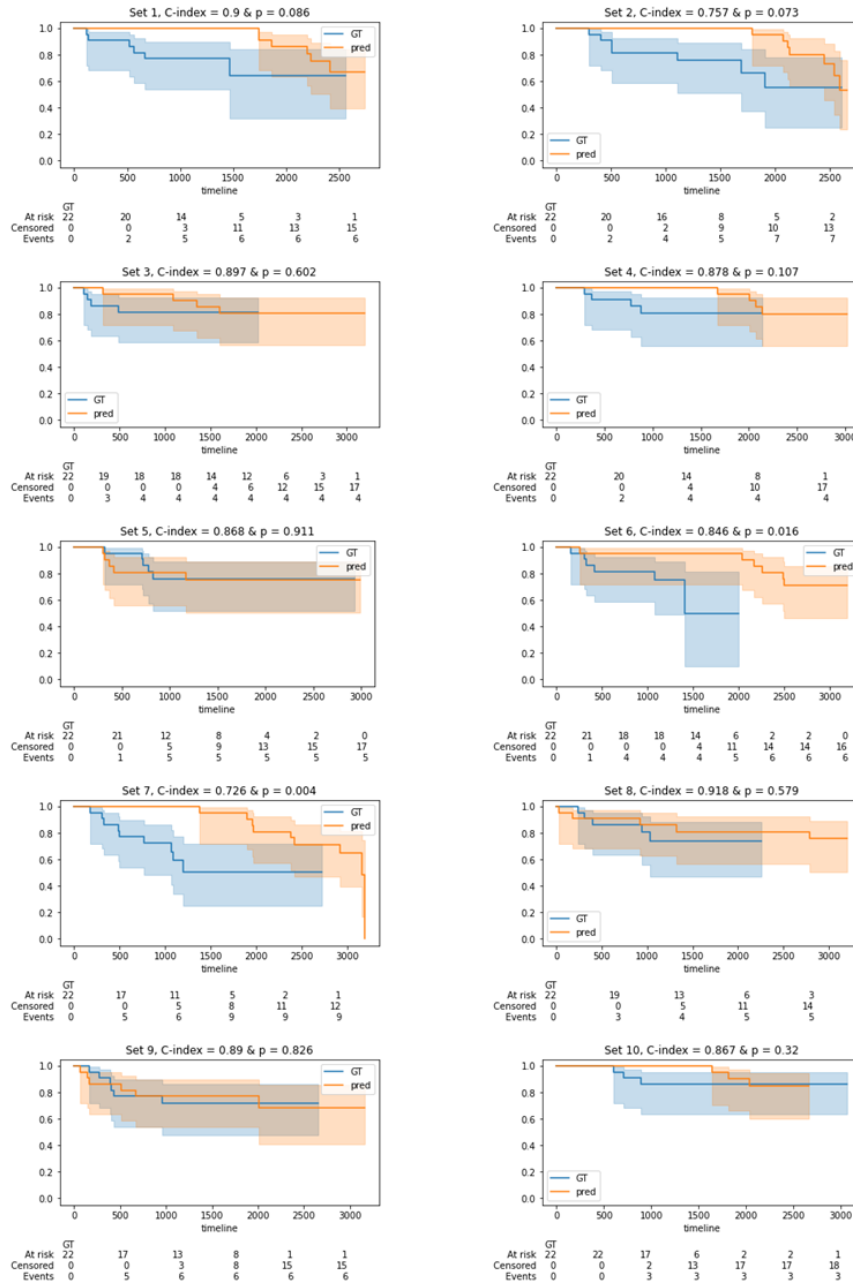 Set 1, C-index = 0.9 & p = 0.086
1.0
0.8
0.6
0.4
0.2
0.0
GT
pred
0 500 1000 1500 2000 2500
timeline
GT
At risk 22 20 14 5 3 1
Censored 0 0 3 11 13 15
Events 0 2 5 6 6 6
Set 2, C-index = 0.757 & p = 0.073
1.0
0.8
0.6
0.4
0.2
0.0
GT
pred
0 500 1000 1500 2000 2500
timeline
GT
At risk 22 20 16 8 5 2
Censored 0 0 2 9 10 13
Events 0 2 4 5 7 7
Set 3, C-index = 0.897 & p = 0.602
1.0
0.8
0.6
0.4
0.2
0.0
GT
pred
0 500 1000 1500 2000 2500 3000
timeline
GT
At risk 22 19 18 18 14 12 6 3 1
Censored 0 0 0 0 4 6 12 15 17
Events 0 3 4 4 4 4 4 4 4
Set 4, C-index = 0.878 & p = 0.107
1.0
0.8
0.6
0.4
0.2
0.0
GT
pred
0 500 1000 1500 2000 2500 3000
timeline
GT
At risk 22 20 14 8 1
Censored 0 0 4 10 17
Events 0 2 4 4 4
Set 5, C-index = 0.868 & p = 0.911
1.0
0.8
0.6
0.4
0.2
0.0
GT
pred
0 500 1000 1500 2000 2500 3000
timeline
GT
At risk 22 21 12 8 4 2 0
Censored 0 0 5 9 13 15 17
Events 0 1 5 5 5 5 5
Set 6, C-index = 0.846 & p = 0.016
1.0
0.8
0.6
0.4
0.2
0.0
GT
pred
0 500 1000 1500 2000 2500 3000
timeline
GT
At risk 22 21 18 18 14 6 2 2 0
Censored 0 0 0 0 4 11 14 14 16
Events 0 1 4 4 4 5 6 6 6
Set 7, C-index = 0.726 & p = 0.004
1.0
0.8
0.6
0.4
0.2
0.0
GT
pred
0 500 1000 1500 2000 2500 3000
timeline
GT
At risk 22 17 11 5 2 1
Censored 0 0 5 8 11 12
Events 0 5 6 9 9 9
Set 8, C-index = 0.918 & p = 0.579
1.0
0.8
0.6
0.4
0.2
0.0
GT
pred
0 500 1000 1500 2000 2500 3000
timeline
GT
At risk 22 19 13 6 3
Censored 0 0 5 11 14
Events 0 3 4 5 5
Set 9, C-index = 0.89 & p = 0.826
1.0
0.8
0.6
0.4
0.2
0.0
GT
pred
0 500 1000 1500 2000 2500 3000
timeline
GT
At risk 22 17 13 8 1 1
Censored 0 0 3 8 15 15
Events 0 5 6 6 6 6
Set 10, C-index = 0.867 & p = 0.32
1.0
0.8
0.6
0.4
0.2
0.0
GT
pred
0 500 1000 1500 2000 2500 3000
timeline
GT
At risk 22 22 17 6 2 2 1
Censored 0 0 2 13 17 17 18
Events 0 0 3 3 3 3 3